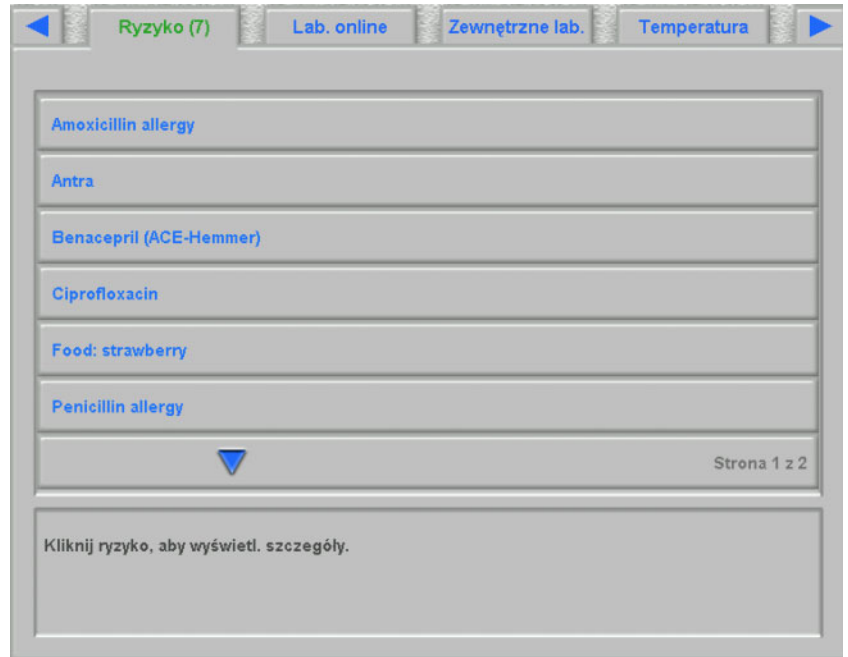 Ryzyko (7) Lab. online Zewnętrzne lab. Temperatura
Amoxicillin allergy
Antra
Benacepril (ACE-Hemmer)
Ciprofloxacin
Food: strawberry
Penicillin allergy
Strona 1 z 2
Kliknij ryzyko, aby wyświetl. szczegóły.